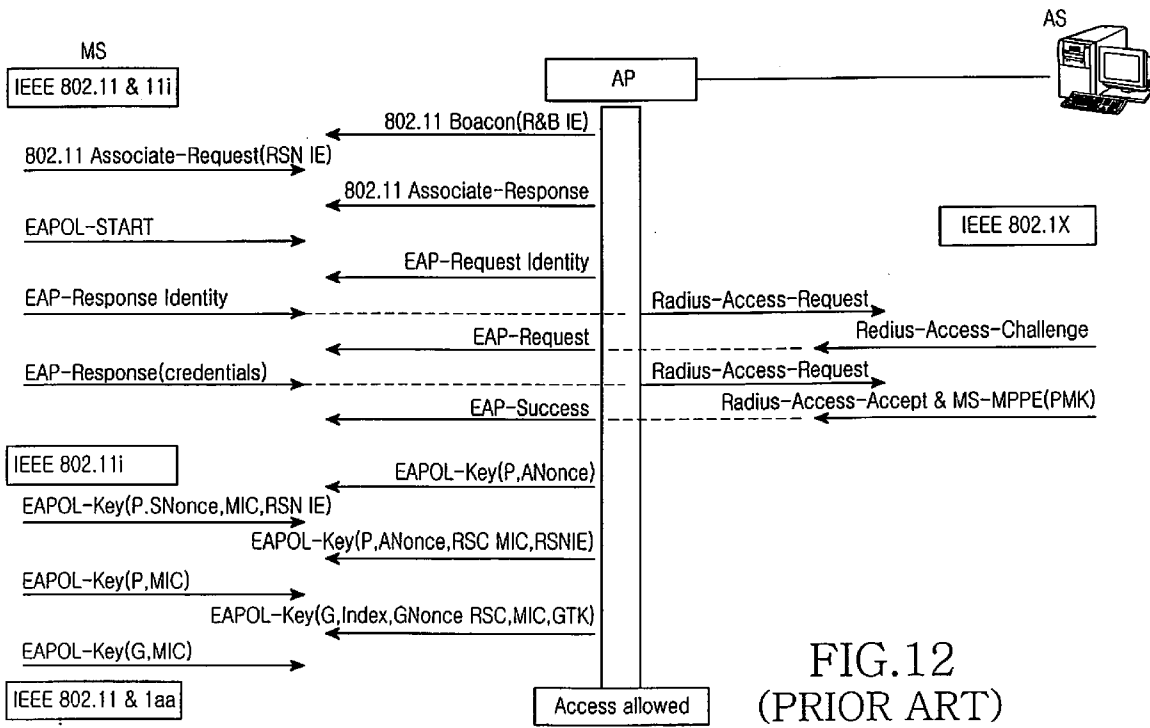 AS
MS
IEEE 802.11 & 11i
AP
802.11 Boacon(R&B IE)
802.11 Associate-Request(RSN IE)
802.11 Associate-Response
EAPOL-START
IEEE 802.1X
EAP-Request Identity
EAP-Response Identity
Radius-Access-Request
EAP-Request
Redius-Access-Challenge
EAP-Response(credentials)
Radius-Access-Request
EAP-Success
Radius-Access-Accept & MS-MPPE(PMK)
IEEE 802.11i
EAPOL-Key(P,ANonce)
EAPOL-Key(P.SNonce,MIC,RSN IE)
EAPOL-Key(P,ANonce,RSC MIC,RSNIE)
EAPOL-Key(P,MIC)
EAPOL-Key(G,Index,GNonce RSC,MIC,GTK)
EAPOL-Key(G,MIC)
IEEE 802.11 & 1aa
Access allowed
FIG.12
(PRIOR ART)